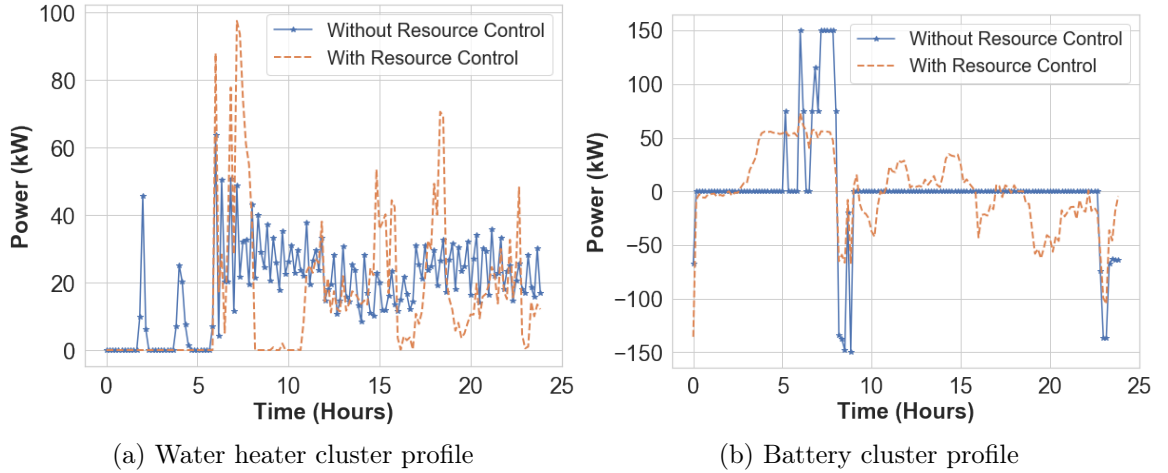 100
80
60
40
20
0
Power (kW)
Without Resource Control
With Resource Control
0
5
10
15
20
25
Time (Hours)
(a) Water heater cluster profile
150
100
50
0
−50
−100
−150
Power (kW)
Without Resource Control
With Resource Control
0
5
10
15
20
25
Time (Hours)
(b) Battery cluster profile